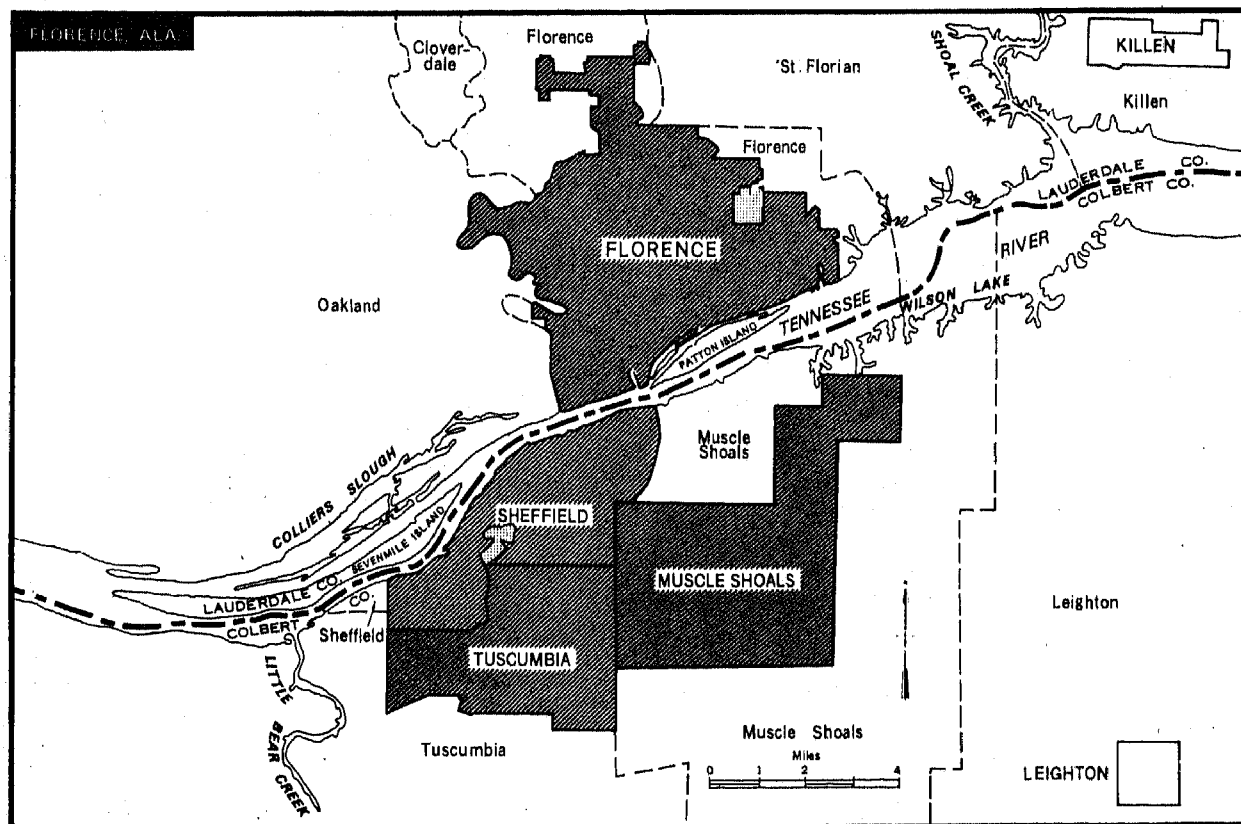 FLORENCE, ALA.
Clover-
dale
Florence
St. Florian
SHOAL CREEK
KILLEN
Killen
Florence
LAUDERDALE CO.
COLBERT CO.
FLORENCE
RIVER
Oakland
TENNESSEE
WILSON LAKE
PATTON ISLAND
Muscle
Shoals
COLLIERS SLOUGH
SHEFFIELD
SEVENMILE ISLAND
MUSCLE SHOALS
LAUDERDALE CO.
COLBERT CO.
Leighton
Sheffield
TUSCUMBIA
LITTLE BEAR CREEK
Tuscumbia
Muscle Shoals
Miles
0 1 2 4
LEIGHTON